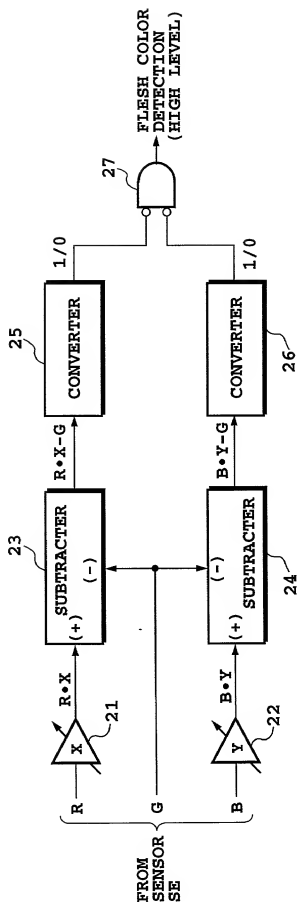 FROM
SENSOR
SE
R
G
B
X
21
Y
22
R•X
B•Y
23
SUBTRACTER
(+)
(-)
(-)
(+)
SUBTRACTER
24
R•X-G
B•Y-G
25
CONVERTER
CONVERTER
26
1/0
1/0
27
FLESH COLOR
DETECTION
(HIGH LEVEL)